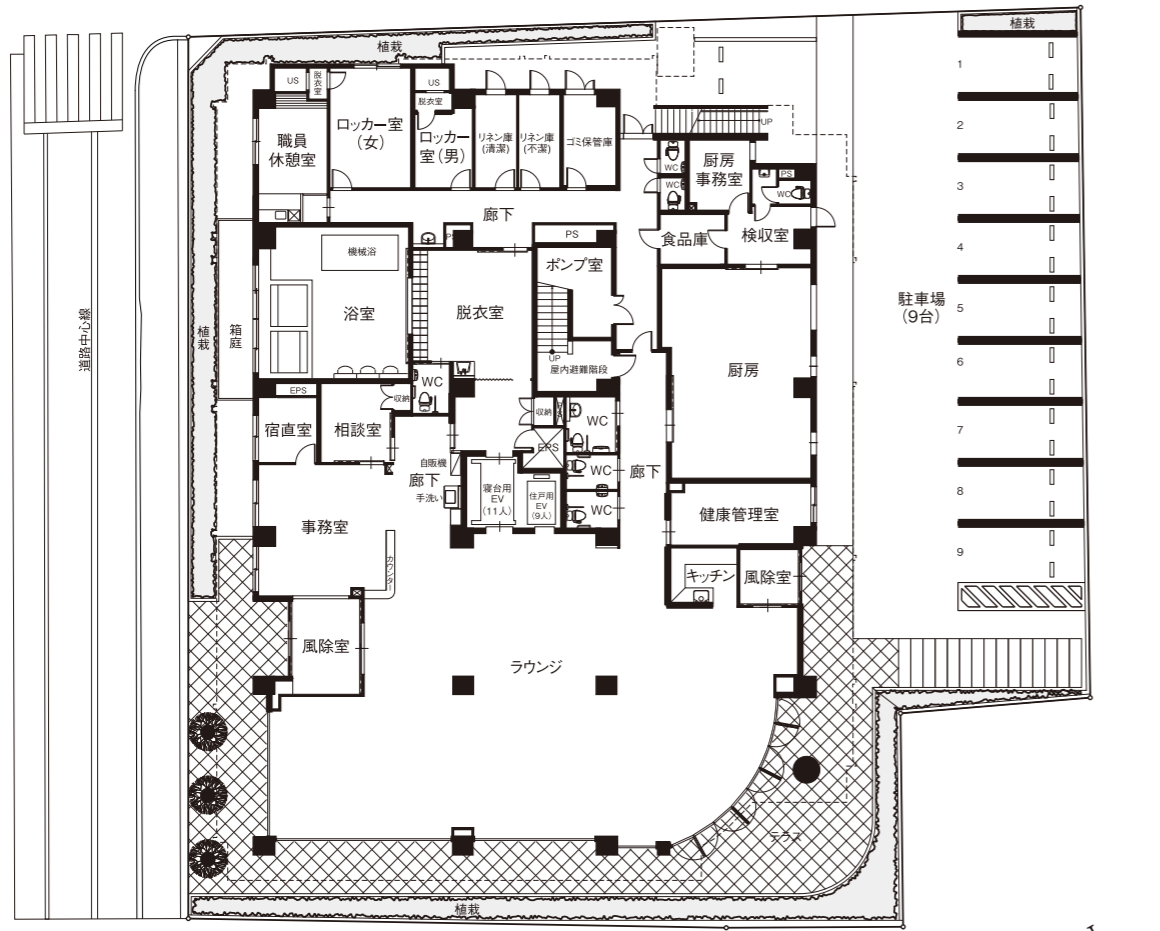 植栽
植栽
1
2
3
4
5
6
7
8
9
駐車場
(9台)
US
脱衣室
US
脱衣室
ロッカー室
(女)
職員
休憩室
ロッカー
室(男)
リネン庫
(清潔)
リネン庫
(不潔)
ゴミ保管庫
UP
WC
WC
厨房
事務室
PS
WC
廊下
食品庫
検収室
PS
PS
機械浴
ポンプ室
浴室
脱衣室
道路中心線
植栽
箱庭
UP
屋内避難階段
厨房
WC
EPS
収納
収納
宿直室
相談室
WC
EPS
自販機
廊下
手洗い
寝台用
EV
(11人)
住戸用
EV
(9人)
WC
WC
廊下
健康管理室
事務室
カウンター
キッチン
風除室
風除室
ラウンジ
テラス
植栽